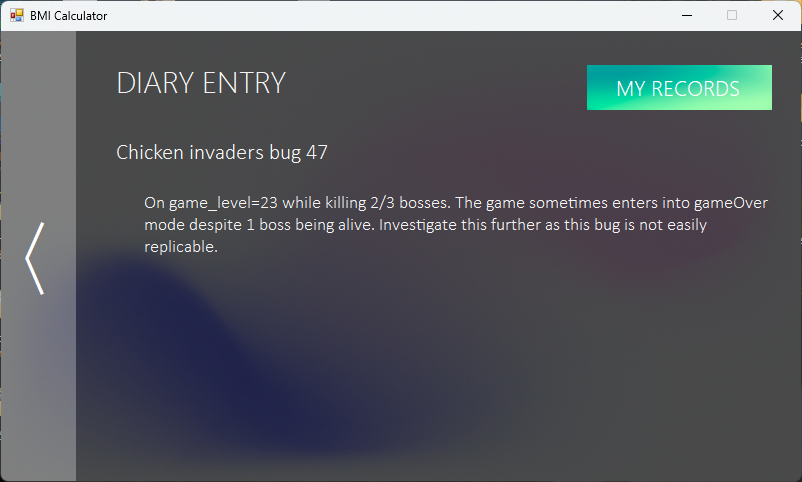 BMI Calculator
DIARY ENTRY
MY RECORDS
Chicken invaders bug 47
On game_level=23 while killing 2/3 bosses. The game sometimes enters into gameOver
mode despite 1 boss being alive. Investigate this further as this bug is not easily
replicable.